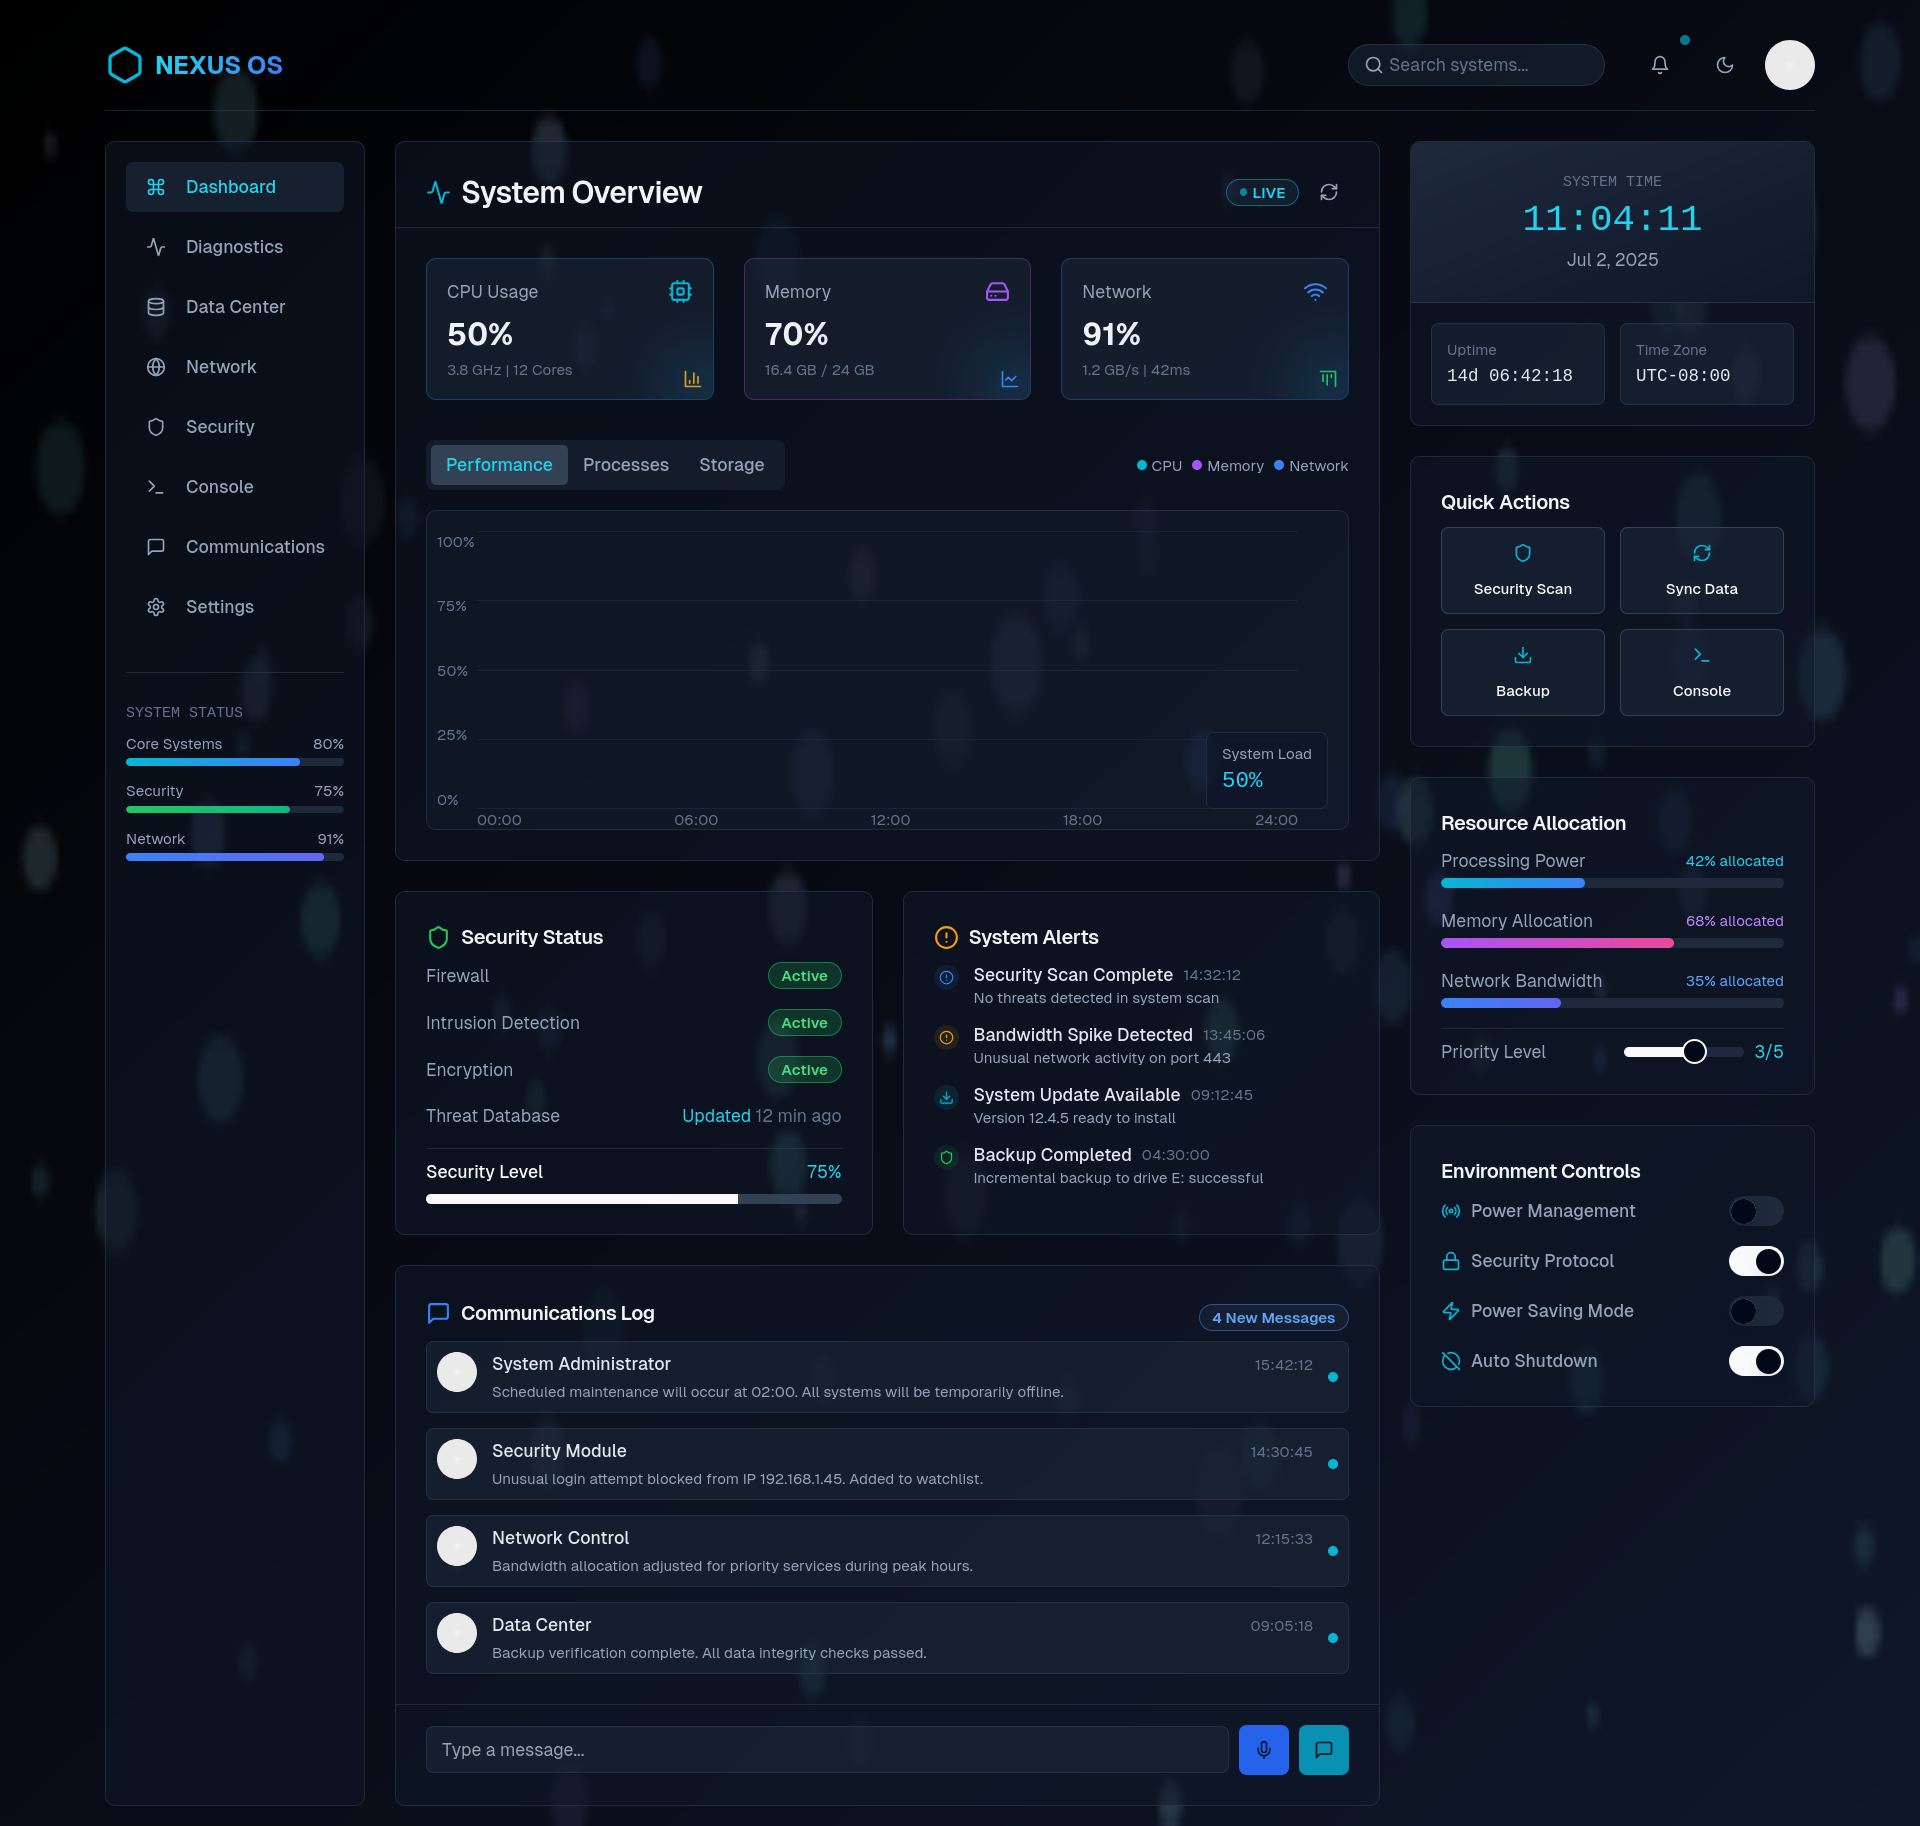 NEXUS OS
Search systems...
Dashboard
Diagnostics
Data Center
Network
Security
Console
Communications
Settings
SYSTEM STATUS
Core Systems 80%
Security 75%
Network 91%
System Overview
LIVE
CPU Usage
50%
3.8 GHz | 12 Cores
Memory
70%
16.4 GB / 24 GB
Network
91%
1.2 GB/s | 42ms
Performance Processes Storage
CPU Memory Network
100%
75%
50%
25%
0%
System Load
50%
00:00 06:00 12:00 18:00 24:00
Security Status
Firewall Active
Intrusion Detection Active
Encryption Active
Threat Database Updated 12 min ago
Security Level 75%
System Alerts
Security Scan Complete 14:32:12
No threats detected in system scan
Bandwidth Spike Detected 13:45:06
Unusual network activity on port 443
System Update Available 09:12:45
Version 12.4.5 ready to install
Backup Completed 04:30:00
Incremental backup to drive E: successful
Communications Log
4 New Messages
System Administrator 15:42:12
Scheduled maintenance will occur at 02:00. All systems will be temporarily offline.
Security Module 14:30:45
Unusual login attempt blocked from IP 192.168.1.45. Added to watchlist.
Network Control 12:15:33
Bandwidth allocation adjusted for priority services during peak hours.
Data Center 09:05:18
Backup verification complete. All data integrity checks passed.
Type a message...
SYSTEM TIME
11:04:11
Jul 2, 2025
Uptime
14d 06:42:18
Time Zone
UTC-08:00
Quick Actions
Security Scan
Sync Data
Backup
Console
Resource Allocation
Processing Power 42% allocated
Memory Allocation 68% allocated
Network Bandwidth 35% allocated
Priority Level 3/5
Environment Controls
Power Management
Security Protocol
Power Saving Mode
Auto Shutdown